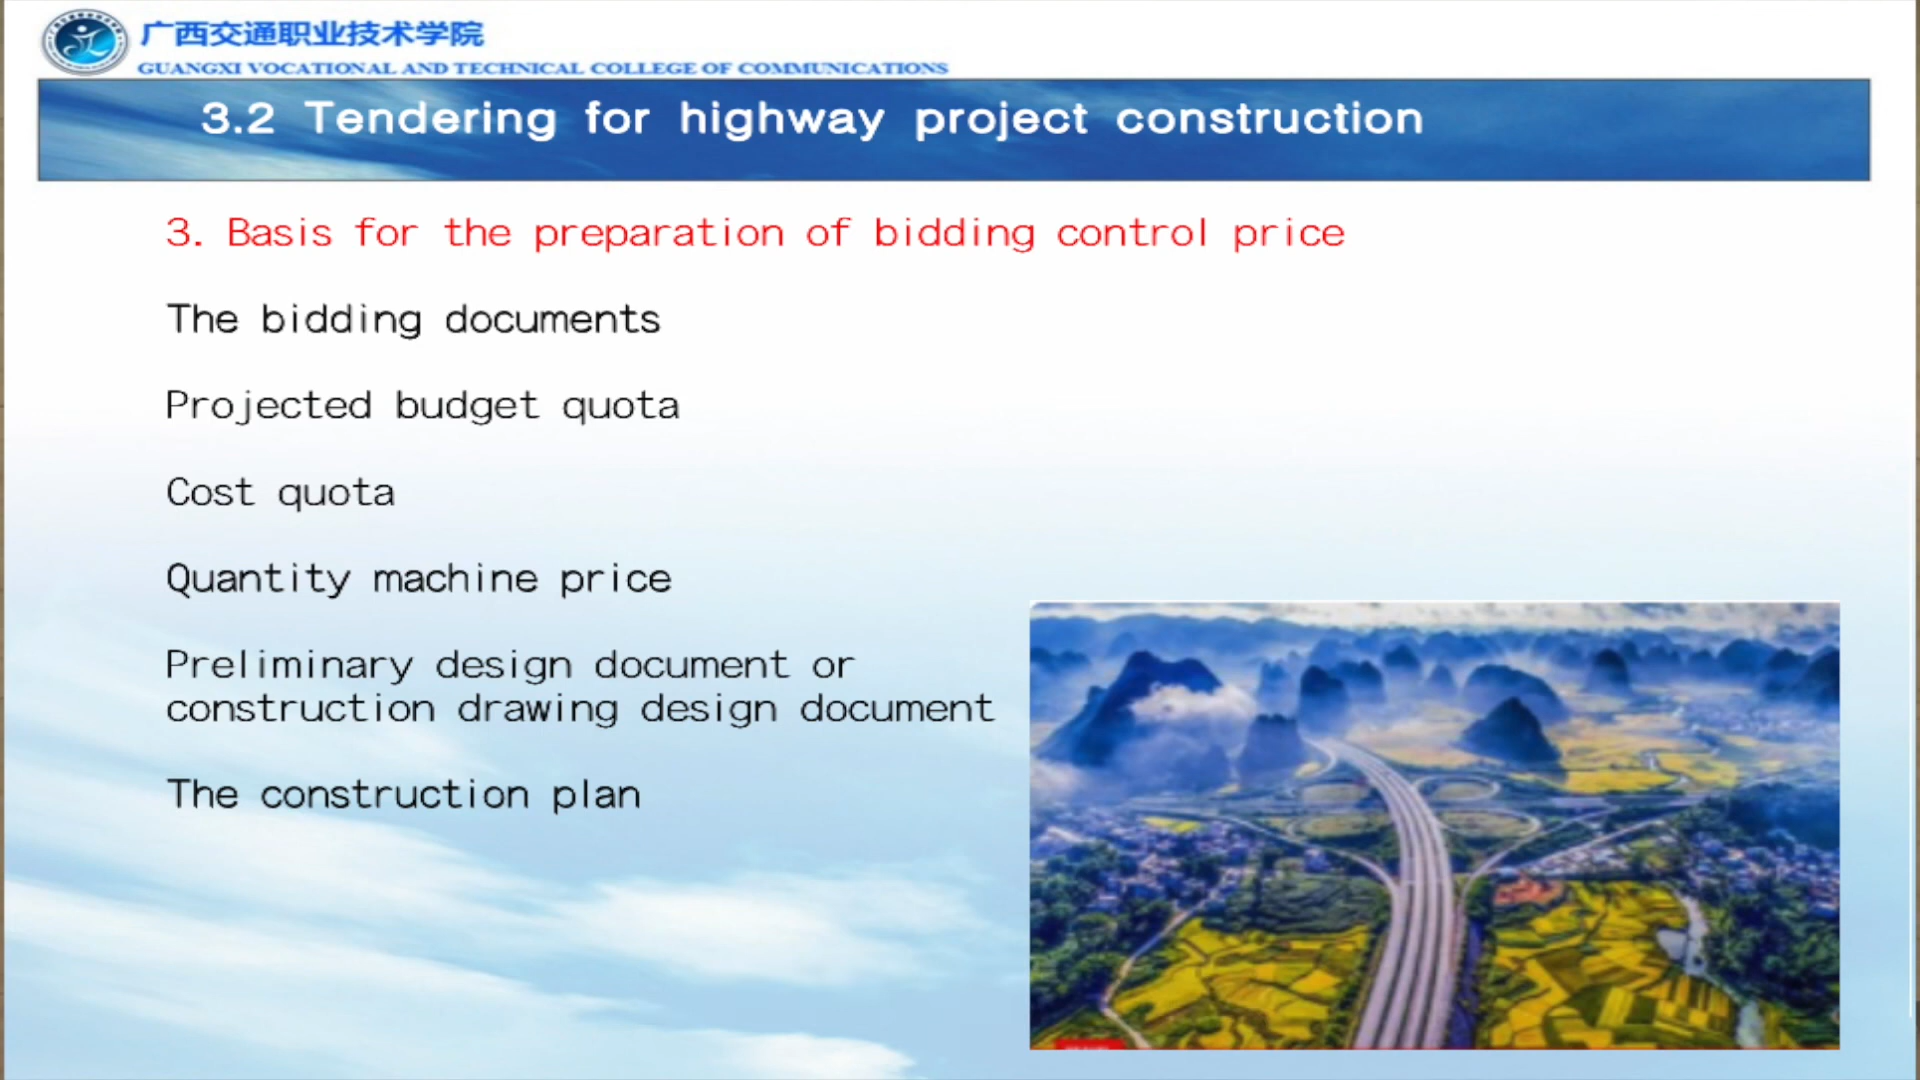 广西交通职业技术学院
GUANGXI VOCATIONAL AND TECHNICAL COLLEGE OF COMMUNICATIONS
3.2 Tendering for highway project construction
3. Basis for the preparation of bidding control price
The bidding documents
Projected budget quota
Cost quota
Quantity machine price
Preliminary design document or
construction drawing design document
The construction plan